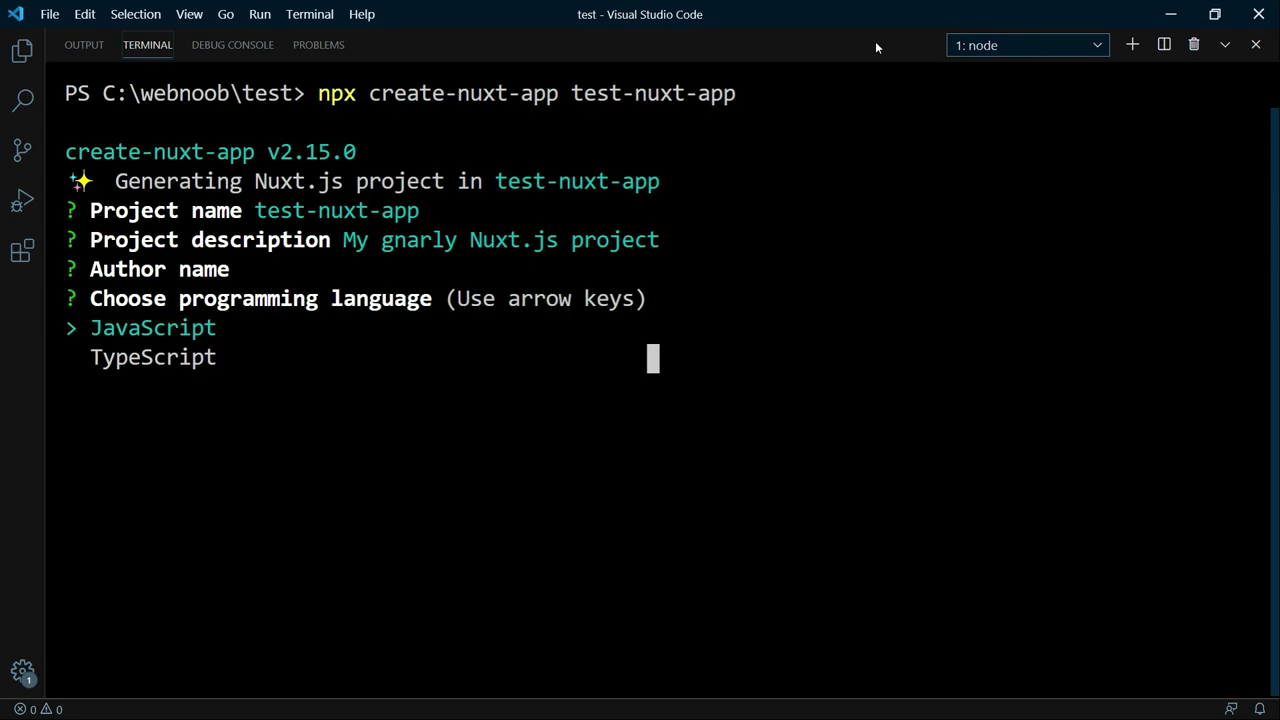 File Edit Selection View Go Run Terminal Help test - Visual Studio Code
OUTPUT TERMINAL DEBUG CONSOLE PROBLEMS 1: node
PS C:\webnoob\test> npx create-nuxt-app test-nuxt-app
create-nuxt-app v2.15.0
✨ Generating Nuxt.js project in test-nuxt-app
? Project name test-nuxt-app
? Project description My gnarly Nuxt.js project
? Author name
? Choose programming language (Use arrow keys)
> JavaScript
TypeScript
1
0 0